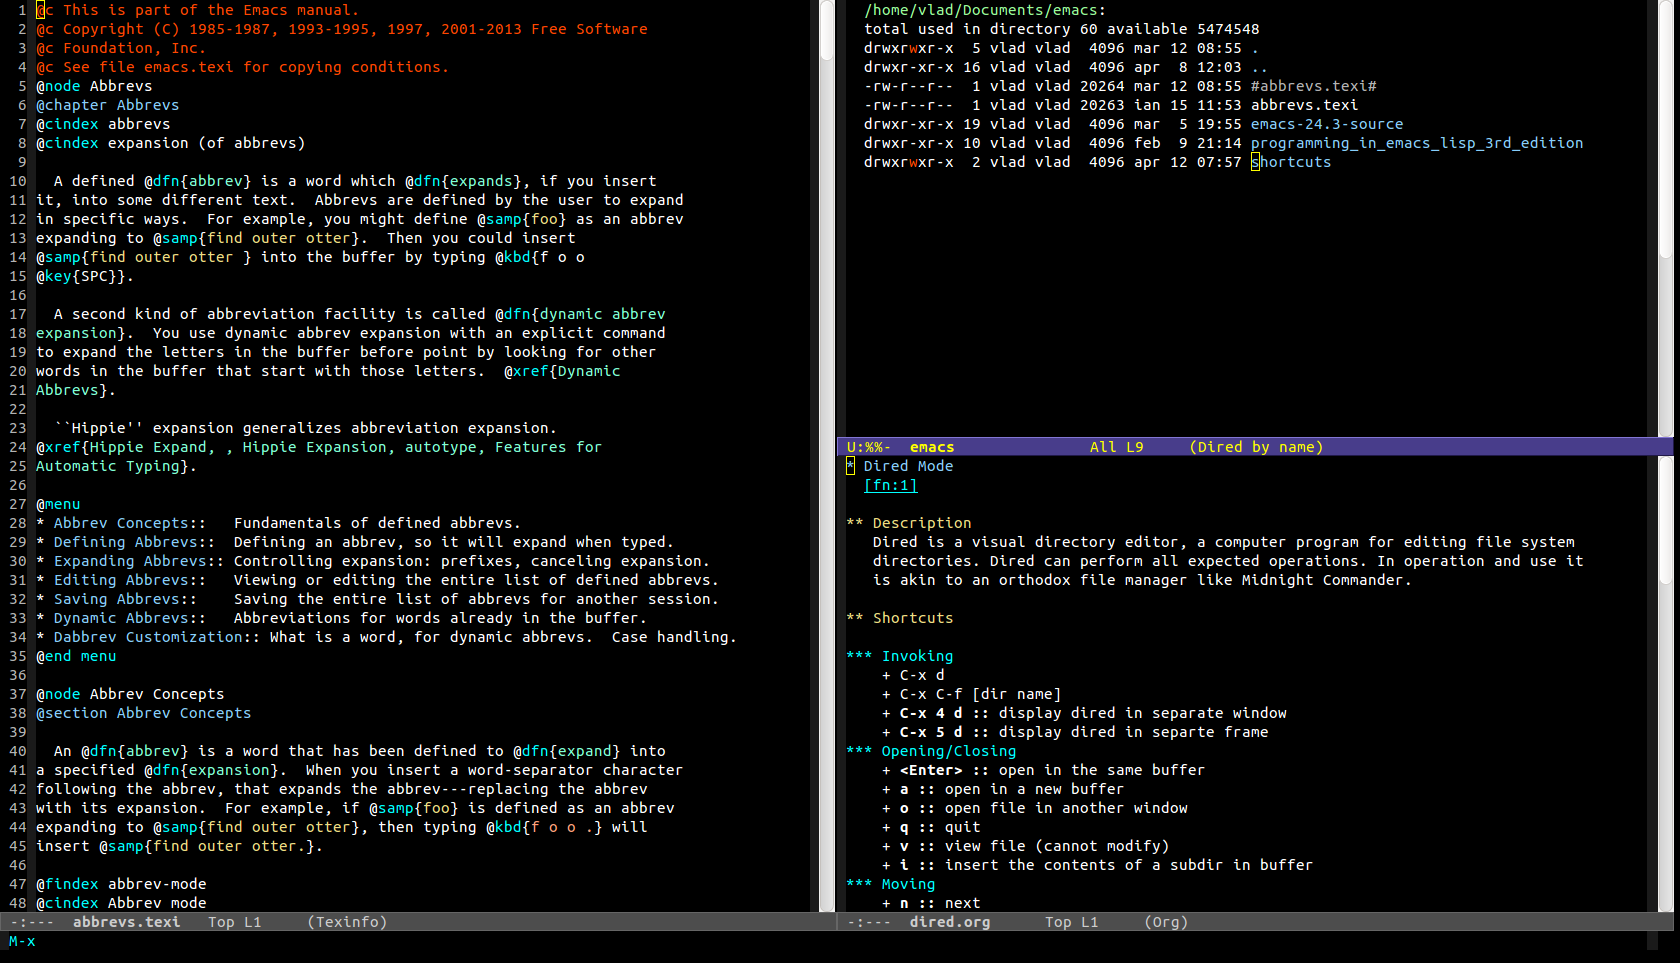 1 @c This is part of the Emacs manual.
2 @c Copyright (C) 1985-1987, 1993-1995, 1997, 2001-2013 Free Software
3 @c Foundation, Inc.
4 @c See file emacs.texi for copying conditions.
5 @node Abbrevs
6 @chapter Abbrevs
7 @cindex abbrevs
8 @cindex expansion (of abbrevs)
9
10   A defined @dfn{abbrev} is a word which @dfn{expands}, if you insert
11 it, into some different text.  Abbrevs are defined by the user to expand
12 in specific ways.  For example, you might define @samp{foo} as an abbrev
13 expanding to @samp{find outer otter}.  Then you could insert
14 @samp{find outer otter } into the buffer by typing @kbd{f o o
15 @key{SPC}}.
16
17   A second kind of abbreviation facility is called @dfn{dynamic abbrev
18 expansion}.  You use dynamic abbrev expansion with an explicit command
19 to expand the letters in the buffer before point by looking for other
20 words in the buffer that start with those letters.  @xref{Dynamic
21 Abbrevs}.
22
23   ``Hippie'' expansion generalizes abbreviation expansion.
24 @xref{Hippie Expand, , Hippie Expansion, autotype, Features for
25 Automatic Typing}.
26
27 @menu
28 * Abbrev Concepts::   Fundamentals of defined abbrevs.
29 * Defining Abbrevs::  Defining an abbrev, so it will expand when typed.
30 * Expanding Abbrevs:: Controlling expansion: prefixes, canceling expansion.
31 * Editing Abbrevs::   Viewing or editing the entire list of defined abbrevs.
32 * Saving Abbrevs::    Saving the entire list of abbrevs for another session.
33 * Dynamic Abbrevs::   Abbreviations for words already in the buffer.
34 * Dabbrev Customization:: What is a word, for dynamic abbrevs.  Case handling.
35 @end menu
36
37 @node Abbrev Concepts
38 @section Abbrev Concepts
39
40   An @dfn{abbrev} is a word that has been defined to @dfn{expand} into
41 a specified @dfn{expansion}.  When you insert a word-separator character
42 following the abbrev, that expands the abbrev---replacing the abbrev
43 with its expansion.  For example, if @samp{foo} is defined as an abbrev
44 expanding to @samp{find outer otter}, then typing @kbd{f o o .} will
45 insert @samp{find outer otter.}.
46
47 @findex abbrev-mode
48 @cindex Abbrev mode
-:---  abbrevs.texi   Top L1     (Texinfo)
/home/vlad/Documents/emacs:
total used in directory 60 available 5474548
drwxrwxr-x  5 vlad vlad  4096 mar 12 08:55 .
drwxr-xr-x 16 vlad vlad  4096 apr  8 12:03 ..
-rw-r--r--  1 vlad vlad 20264 mar 12 08:55 #abbrevs.texi#
-rw-r--r--  1 vlad vlad 20263 ian 15 11:53 abbrevs.texi
drwxr-xr-x 19 vlad vlad  4096 mar  5 19:55 emacs-24.3-source
drwxr-xr-x 10 vlad vlad  4096 feb  9 21:14 programming_in_emacs_lisp_3rd_edition
drwxrwxr-x  2 vlad vlad  4096 apr 12 07:57 shortcuts
U:%%-  emacs               All L9     (Dired by name)
* Dired Mode
[fn:1]
** Description
Dired is a visual directory editor, a computer program for editing file system
directories. Dired can perform all expected operations. In operation and use it
is akin to an orthodox file manager like Midnight Commander.
** Shortcuts
*** Invoking
+ C-x d
+ C-x C-f [dir name]
+ C-x 4 d :: display dired in separate window
+ C-x 5 d :: display dired in separte frame
*** Opening/Closing
+ <Enter> :: open in the same buffer
+ a :: open in a new buffer
+ o :: open file in another window
+ q :: quit
+ v :: view file (cannot modify)
+ i :: insert the contents of a subdir in buffer
*** Moving
+ n :: next
-:---  dired.org      Top L1     (Org)
M-x